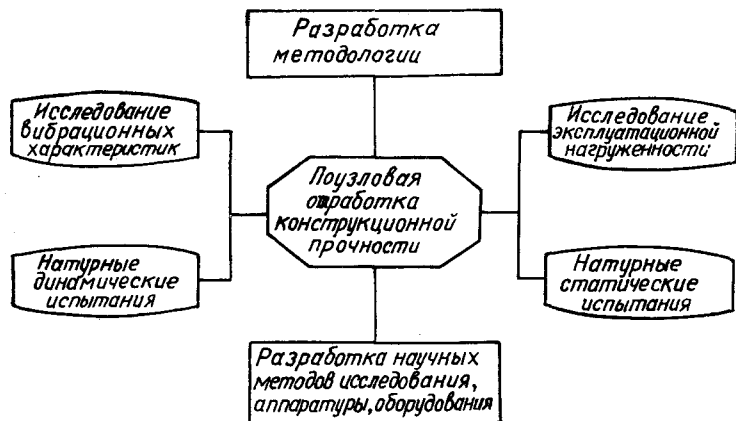 Разработка
методологии
Исследование
вибрационных
характеристик
Исследование
эксплуатационной
нагруженности
Поузловая
отработка
конструкционной
прочности
Натурные
динамические
испытания
Натурные
статические
испытания
Разработка научных
методов исследования,
аппаратуры, оборудования